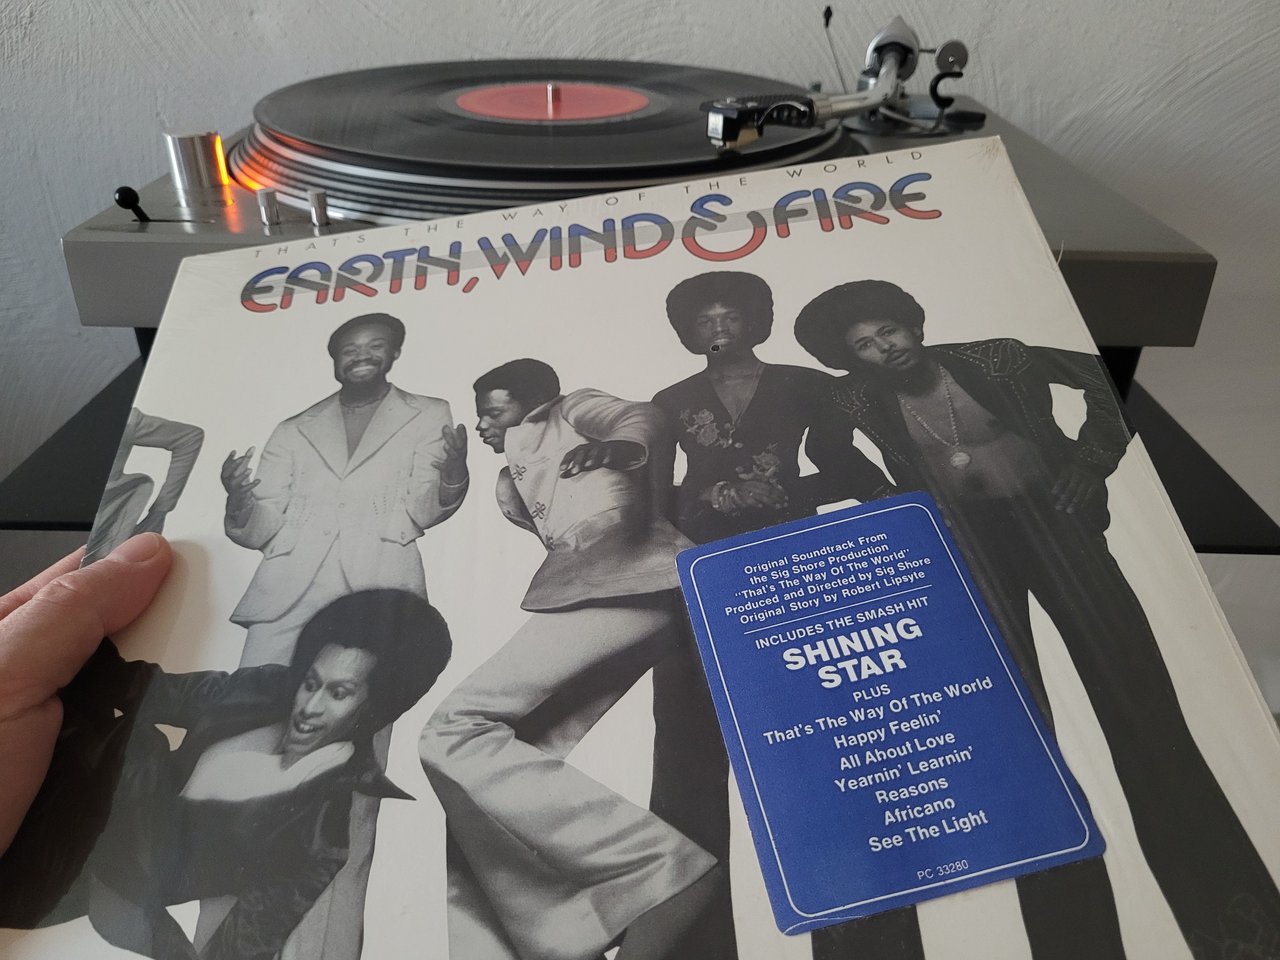 THAT'S THE WAY OF THE WORLD
EARTH, WIND & FIRE
Original Soundtrack From
the Sig Shore Production
"That's The Way Of The World"
Produced and Directed by Sig Shore
Original Story by Robert Lipsyte
INCLUDES THE SMASH HIT
SHINING
STAR
PLUS
That's The Way Of The World
Happy Feelin'
All About Love
Yearnin' Learnin'
Reasons
Africano
See The Light
PC 33280